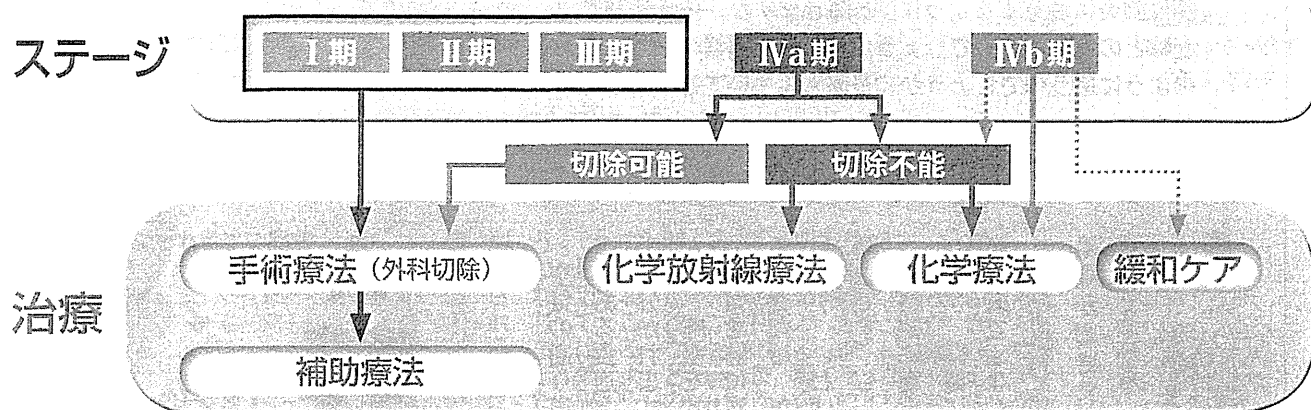 ステージ
Ⅰ期 Ⅱ期 Ⅲ期 Ⅳa期 Ⅳb期
切除可能 切除不能
治療
手術療法（外科切除） 化学放射線療法 化学療法 緩和ケア
補助療法